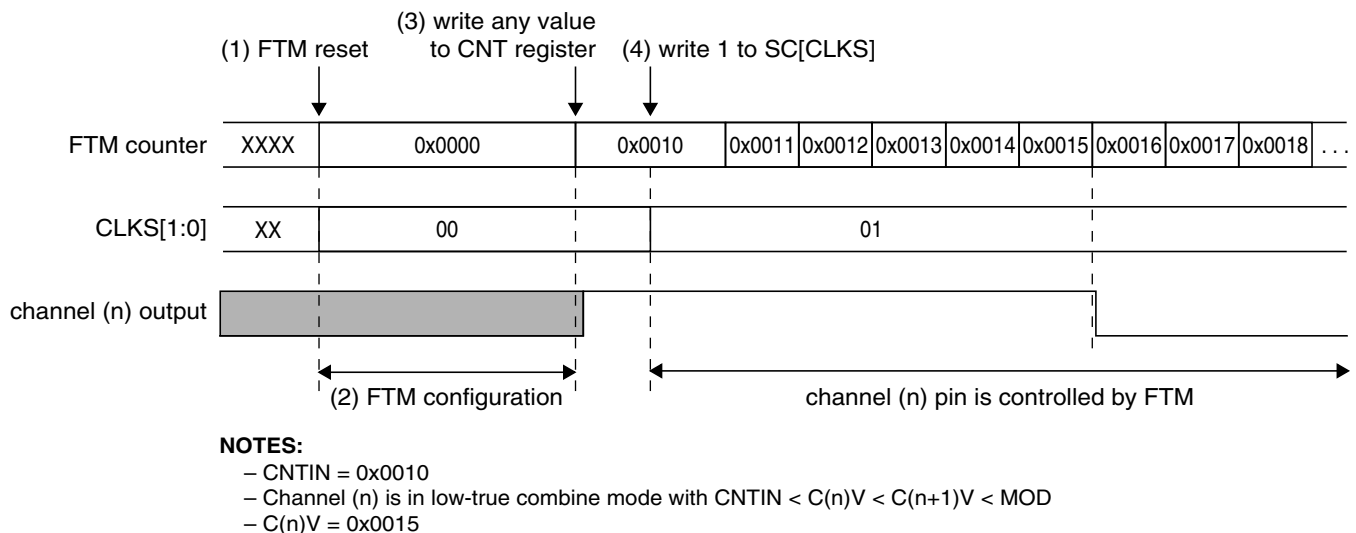 (3) write any value
(1) FTM reset to CNT register (4) write 1 to SC[CLKS]
FTM counter XXXX 0x0000 0x0010 0x0011 0x0012 0x0013 0x0014 0x0015 0x0016 0x0017 0x0018 . . .
CLKS[1:0] XX 00 01
channel (n) output
(2) FTM configuration channel (n) pin is controlled by FTM
NOTES:
– CNTIN = 0x0010
– Channel (n) is in low-true combine mode with CNTIN < C(n)V < C(n+1)V < MOD
– C(n)V = 0x0015